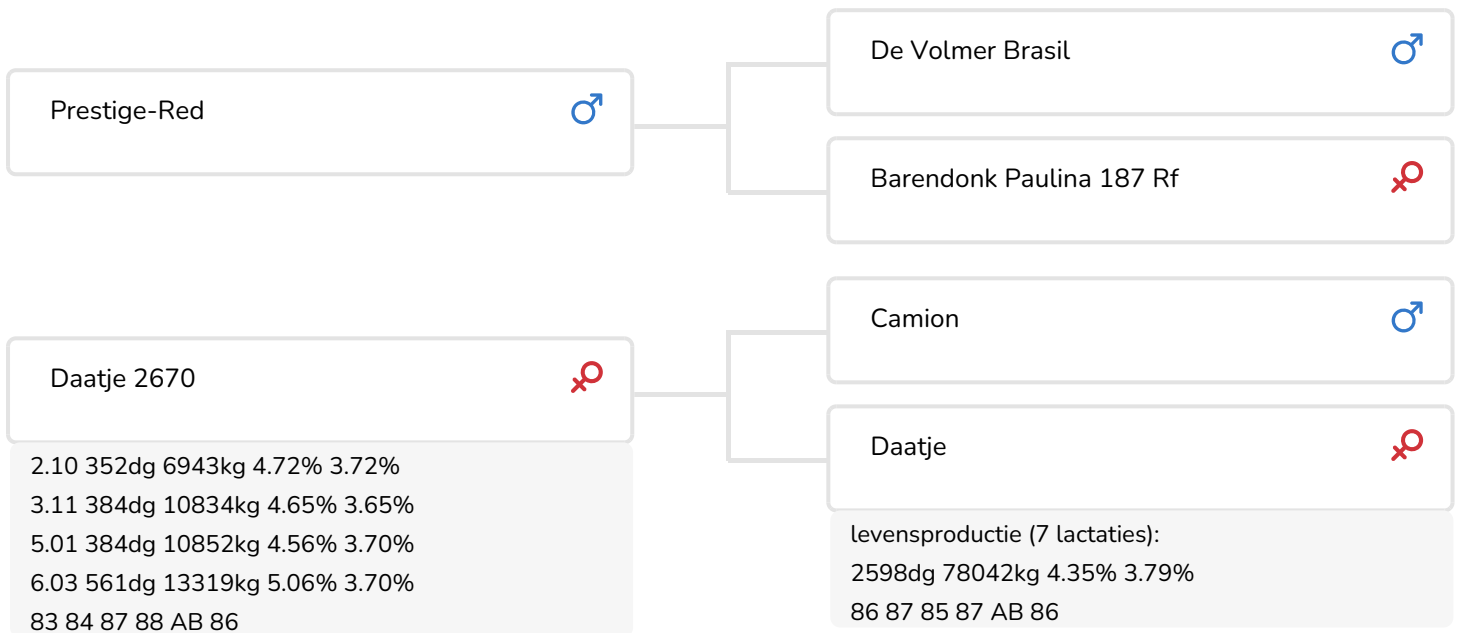 Prestige-Red
De Volmer Brasil
Barendonk Paulina 187 Rf
Daatje 2670
2.10 352dg 6943kg 4.72% 3.72%
3.11 384dg 10834kg 4.65% 3.65%
5.01 384dg 10852kg 4.56% 3.70%
6.03 561dg 13319kg 5.06% 3.70%
83 84 87 88 AB 86
Camion
Daatje
levensproductie (7 lactaties):
2598dg 78042kg 4.35% 3.79%
86 87 85 87 AB 86